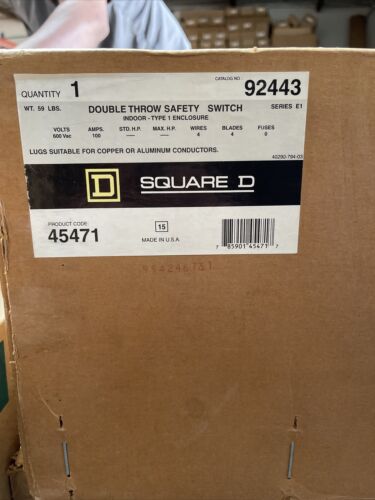 QUANTITY 1 CATALOG NO. 92443
WT. 59 LBS. DOUBLE THROW SAFETY SWITCH SERIES E1
INDOOR - TYPE 1 ENCLOSURE
VOLTS AMPS. STD. H.P. MAX. H.P. WIRES BLADES FUSES
600 Vac 100 — — 4 4 0
LUGS SUITABLE FOR COPPER OR ALUMINUM CONDUCTORS.
40290-794-03
D SQUARE D
PRODUCT CODE:
45471
15
MADE IN U.S.A
7 85901 45471 7